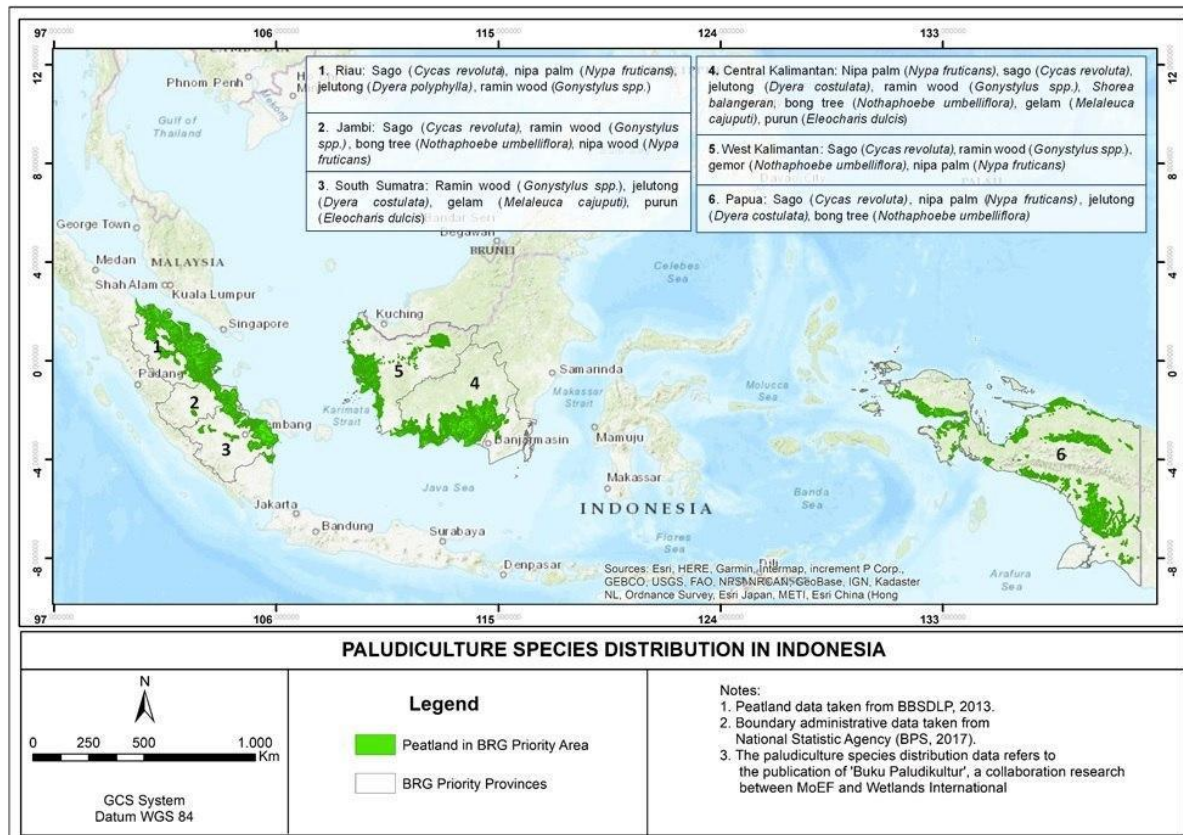 97 106 115 124 133
12
8
4
0
-4
-8
CAMBODIA
Phnom Penh
Mekong
Gulf of
Thailand
1. Riau: Sago (Cycas revoluta), nipa palm (Nypa fruticans),
jelutong (Dyera polyphylla), ramin wood (Gonystylus spp.)
2. Jambi: Sago (Cycas revoluta), ramin wood (Gonystylus
spp.), bong tree (Nothaphoebe umbelliflora), nipa wood (Nypa
fruticans)
3. South Sumatra: Ramin wood (Gonystylus spp.), jelutong
(Dyera costulata), gelam (Melaleuca cajuputi), purun
(Eleocharis dulcis)
4. Central Kalimantan: Nipa palm (Nypa fruticans), sago (Cycas revoluta),
jelutong (Dyera costulata), ramin wood (Gonystylus spp.), Shorea
balangeran, bong tree (Nothaphoebe umbelliflora), gelam (Melaleuca
cajuputi), purun (Eleocharis dulcis)
5. West Kalimantan: Sago (Cycas revoluta), ramin wood (Gonystylus spp.),
gemor (Nothaphoebe umbelliflora), nipa palm (Nypa fruticans)
6. Papua: Sago (Cycas revoluta), nipa palm (Nypa fruticans), jelutong
(Dyera costulata), bong tree (Nothaphoebe umbelliflora)
George Town
Medan
MALAYSIA
Shah Alam
Kuala Lumpur
Singapore
Bandar Seri
Begawan
BRUNEI
Celebes
Sea
Kuching
1
Padang
2
3
mbang
Karimata
Strait
5
4
Samarinda
Makassar
Strait
Molucca
Sea
Banjarmasin
Mamuju
Makassar
6
Jakarta
Java Sea
Bandung
Surabaya
INDONESIA
Banda
Sea
Flores
Sea
Denpasar
Dili
Arafura
Sea
Sources: Esri, HERE, Garmin, Intermap, increment P Corp.,
GEBCO, USGS, FAO, NPS, NRCAN, GeoBase, IGN, Kadaster
NL, Ordnance Survey, Esri Japan, METI, Esri China (Hong
97 106 115 124 133
PALUDICULTURE SPECIES DISTRIBUTION IN INDONESIA
N
0 250 500 1.000
Km
GCS System
Datum WGS 84
Legend
Peatland in BRG Priority Area
BRG Priority Provinces
Notes:
1. Peatland data taken from BBSDLP, 2013.
2. Boundary administrative data taken from
National Statistic Agency (BPS, 2017).
3. The paludiculture species distribution data refers to
the publication of 'Buku Paludikultur', a collaboration research
between MoEF and Wetlands International